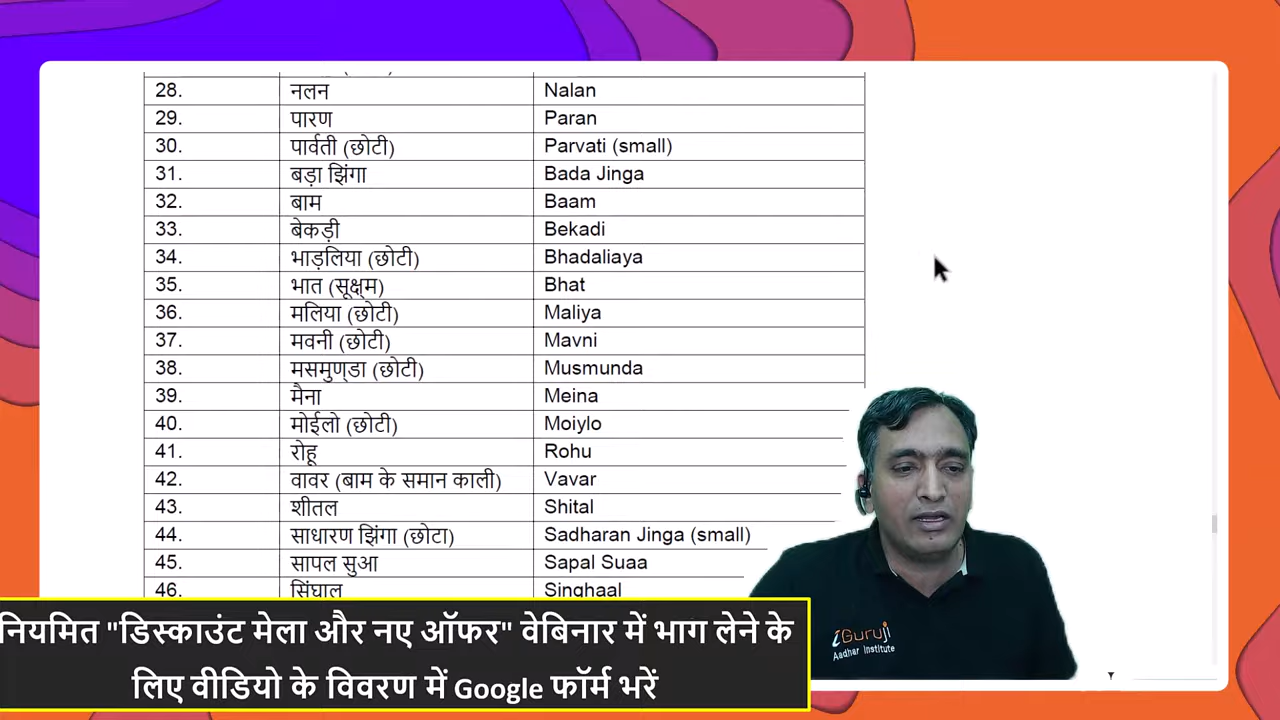 28. नलन Nalan
29. पारण Paran
30. पार्वती (छोटी) Parvati (small)
31. बड़ा झिंगा Bada Jinga
32. बाम Baam
33. बेकड़ी Bekadi
34. भाड़लिया (छोटी) Bhadaliaya
35. भात (सूक्ष्म) Bhat
36. मलिया (छोटी) Maliya
37. मवनी (छोटी) Mavni
38. मसमुण्डा (छोटी) Musmunda
39. मैना Meina
40. मोईलो (छोटी) Moiylo
41. रोहू Rohu
42. वावर (बाम के समान काली) Vavar
43. शीतल Shital
44. साधारण झिंगा (छोटा) Sadharan Jinga (small)
45. सापल सुआ Sapal Suaa
46. सिंघाल Singhaal
iGuruji
Aadhar Institute
नियमित "डिस्काउंट मेला और नए ऑफर" वेबिनार में भाग लेने के
लिए वीडियो के विवरण में Google फॉर्म भरें